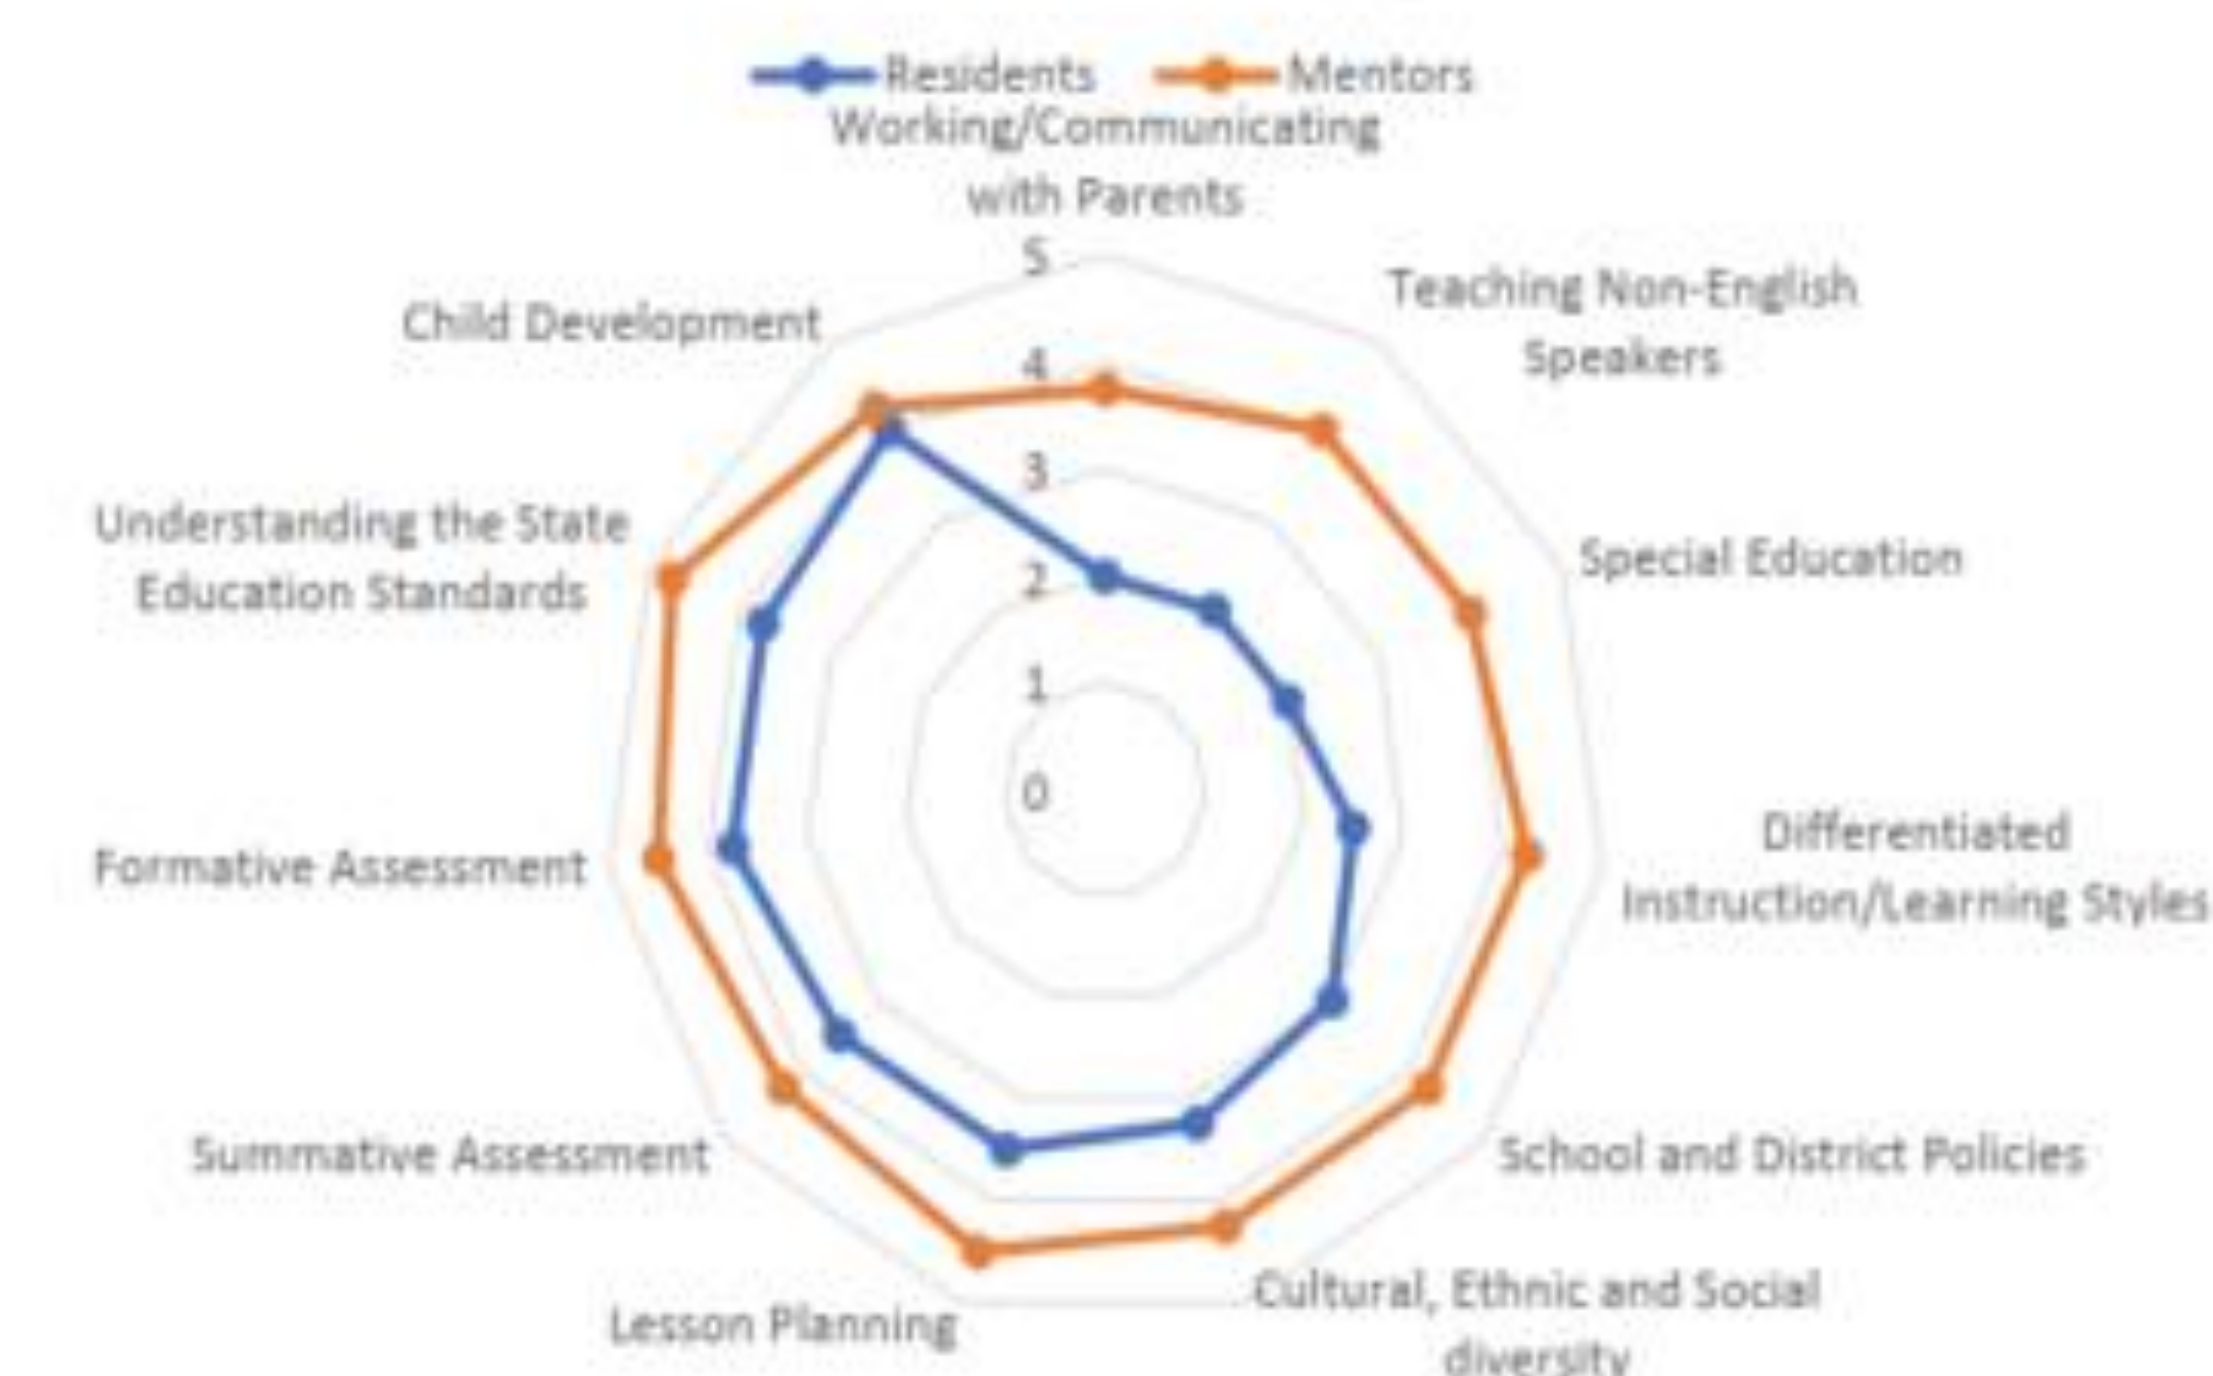 Residents Mentors
Working/Communicating
with Parents
5
Teaching Non-English
Speakers
Child Development
4
3
Understanding the State
Education Standards
2
Special Education
1
0
Differentiated
Instruction/Learning Styles
Formative Assessment
Summative Assessment
School and District Policies
Lesson Planning
Cultural, Ethnic and Social
diversity